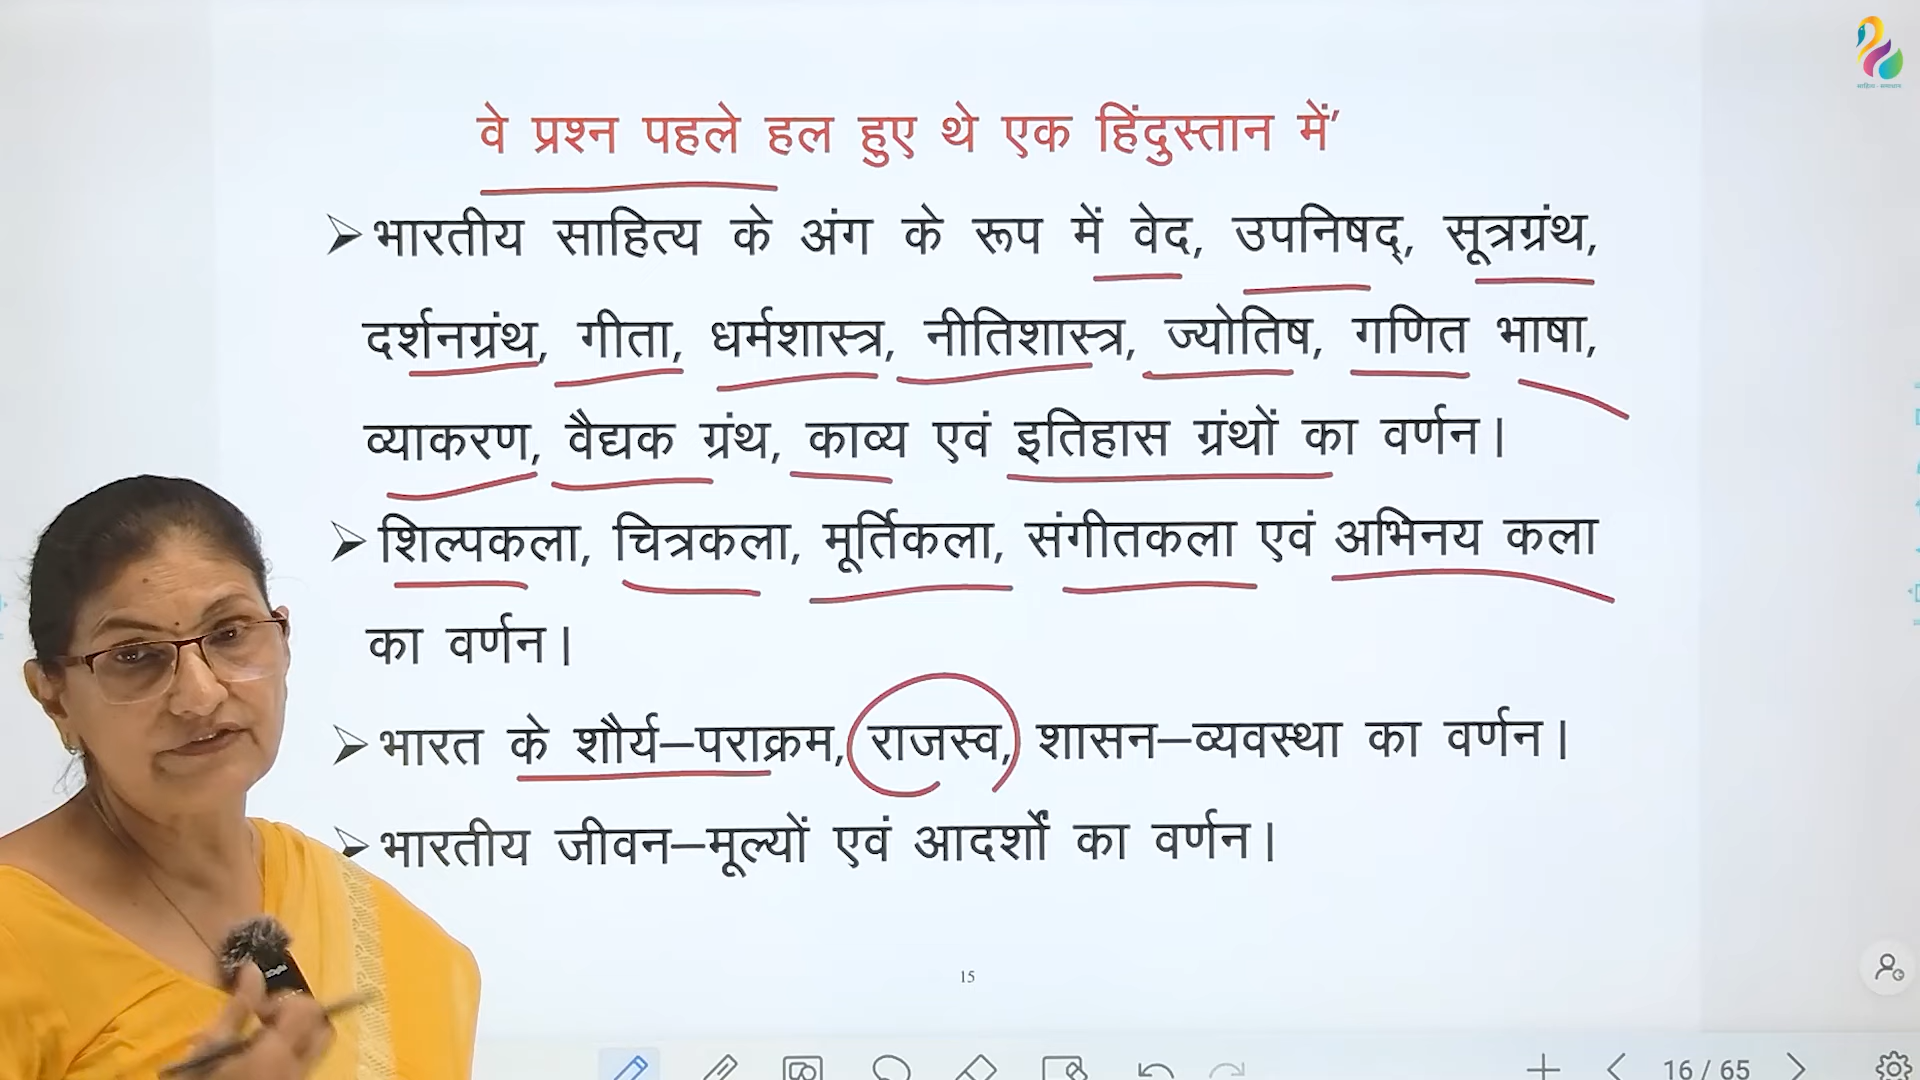 साहित्य - समाधान
वे प्रश्न पहले हल हुए थे एक हिंदुस्तान में’
➢भारतीय साहित्य के अंग के रूप में वेद, उपनिषद्, सूत्रग्रंथ,
दर्शनग्रंथ, गीता, धर्मशास्त्र, नीतिशास्त्र, ज्योतिष, गणित भाषा,
व्याकरण, वैद्यक ग्रंथ, काव्य एवं इतिहास ग्रंथों का वर्णन।
➢शिल्पकला, चित्रकला, मूर्तिकला, संगीतकला एवं अभिनय कला
का वर्णन।
➢भारत के शौर्य–पराक्रम, राजस्व, शासन–व्यवस्था का वर्णन।
➢भारतीय जीवन–मूल्यों एवं आदर्शों का वर्णन।
15
16 / 65